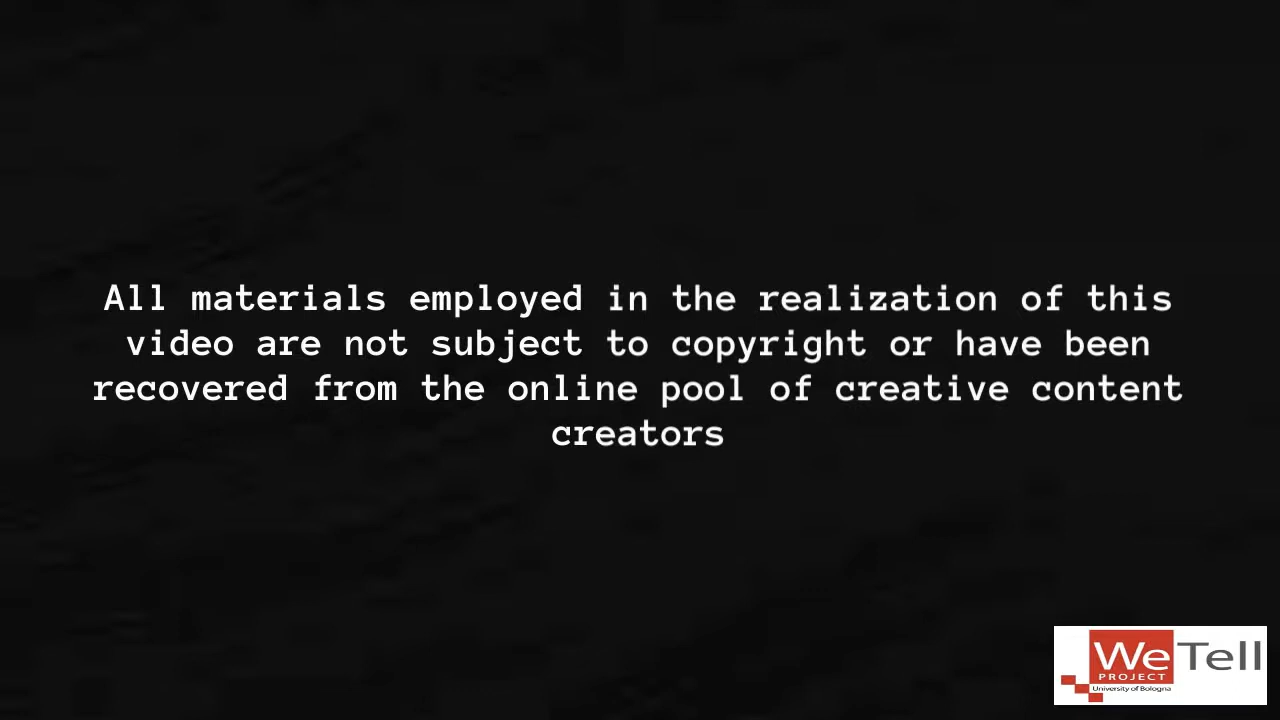 All materials employed in the realization of this
video are not subject to copyright or have been
recovered from the online pool of creative content
creators
WeTell
PROJECT
University of Bologna